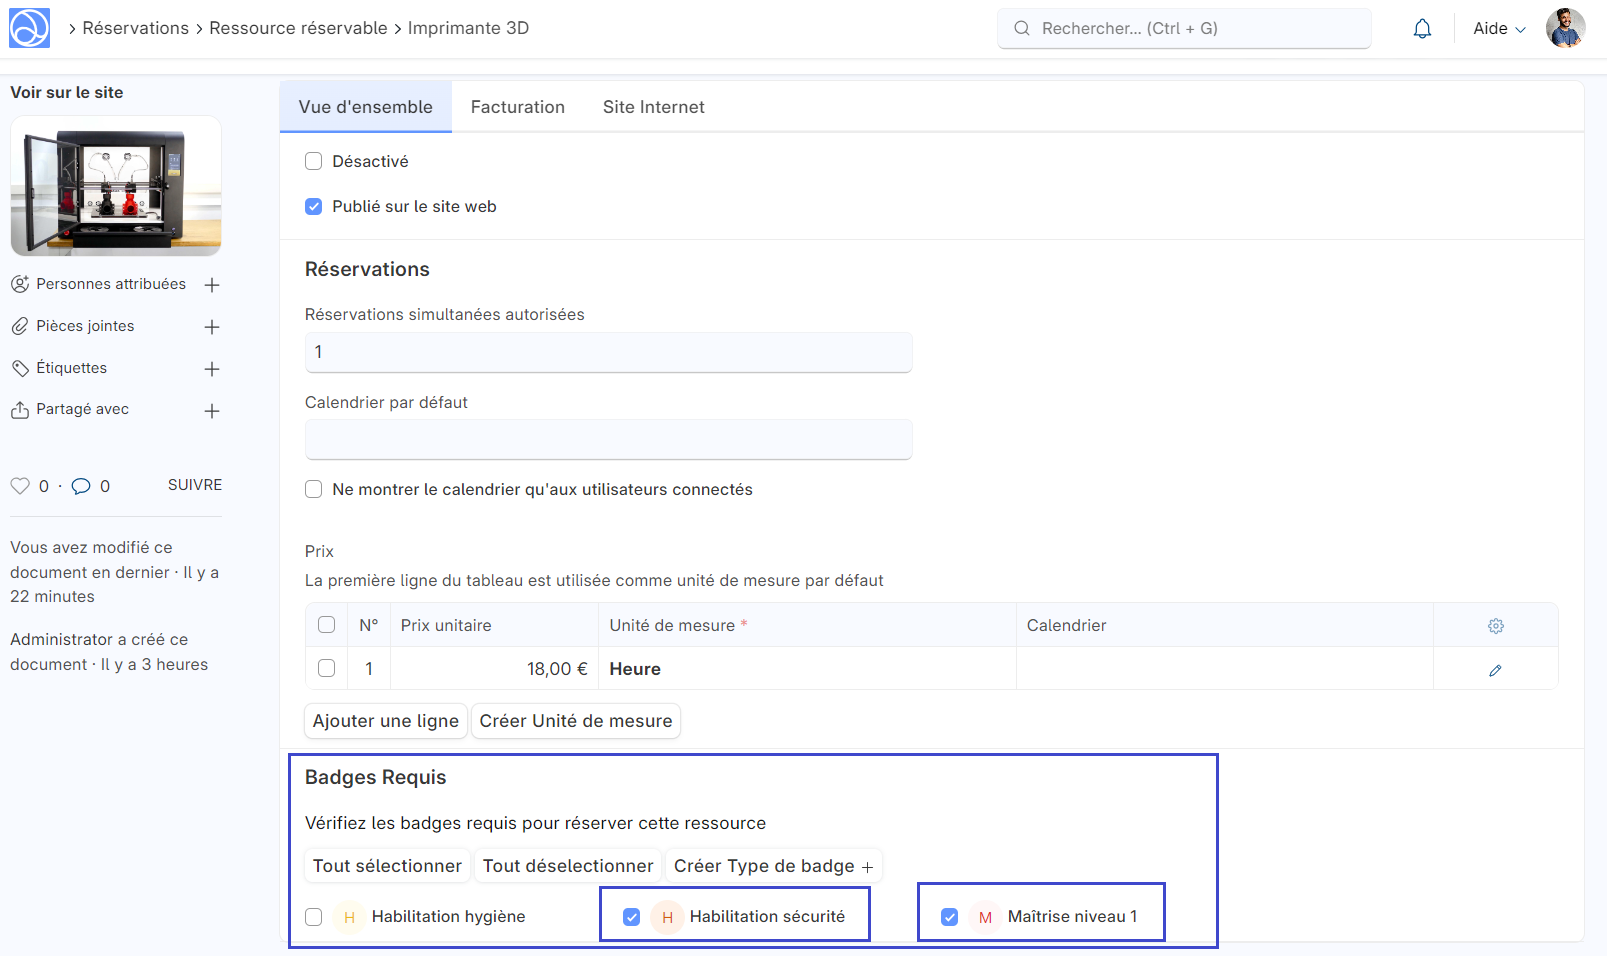 Réservations > Ressource réservable > Imprimante 3D
Rechercher... (Ctrl + G)
Aide
Voir sur le site
Personnes attribuées
Pièces jointes
Étiquettes
Partagé avec
0 · 0 SUIVRE
Vous avez modifié ce
document en dernier · Il y a
22 minutes
Administrator a créé ce
document · Il y a 3 heures
Vue d'ensemble Facturation Site Internet
Désactivé
Publié sur le site web
Réservations
Réservations simultanées autorisées
1
Calendrier par défaut
Ne montrer le calendrier qu'aux utilisateurs connectés
Prix
La première ligne du tableau est utilisée comme unité de mesure par défaut
N° Prix unitaire Unité de mesure * Calendrier
1 18,00 € Heure
Ajouter une ligne Créer Unité de mesure
Badges Requis
Vérifiez les badges requis pour réserver cette ressource
Tout sélectionner Tout déselectionner Créer Type de badge +
H Habilitation hygiène H Habilitation sécurité M Maîtrise niveau 1